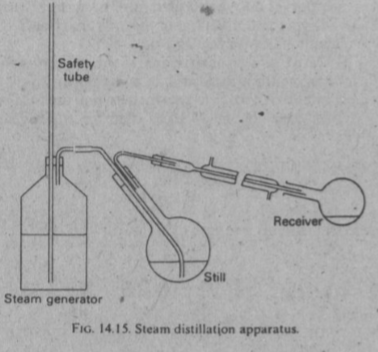 Safety
tube
Receiver
Still
Steam generator
FIG. 14.15. Steam distillation apparatus.